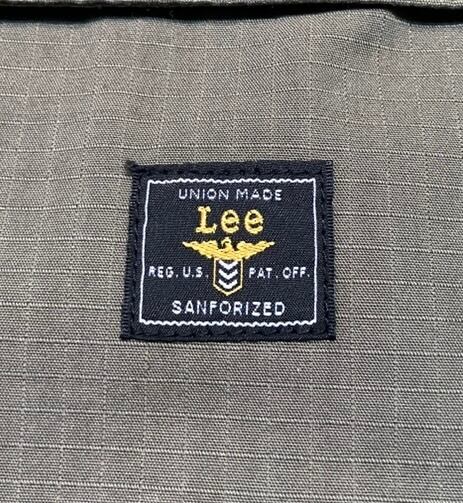 UNION MADE
Lee
REG. U.S. PAT. OFF.
SANFORIZED